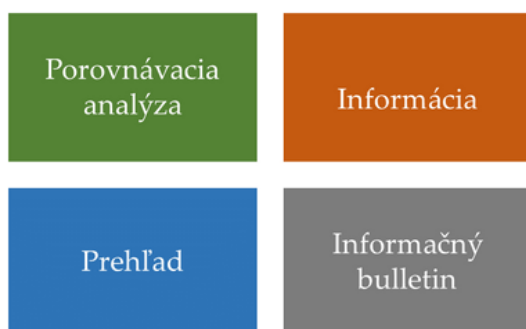 Porovnávacia
analýza
Informácia
Prehľad
Informačný
bulletin